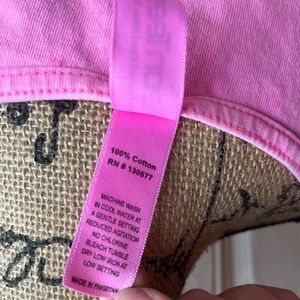 100% Cotton
RN # 130677
MACHINE WASH
IN COOL WATER AT
A GENTLE SETTING
REDUCED AGITATION
NO CHLORINE
BLEACH TUMBLE
DRY LOW IRON AT
LOW SETTING
MADE IN PAKISTAN